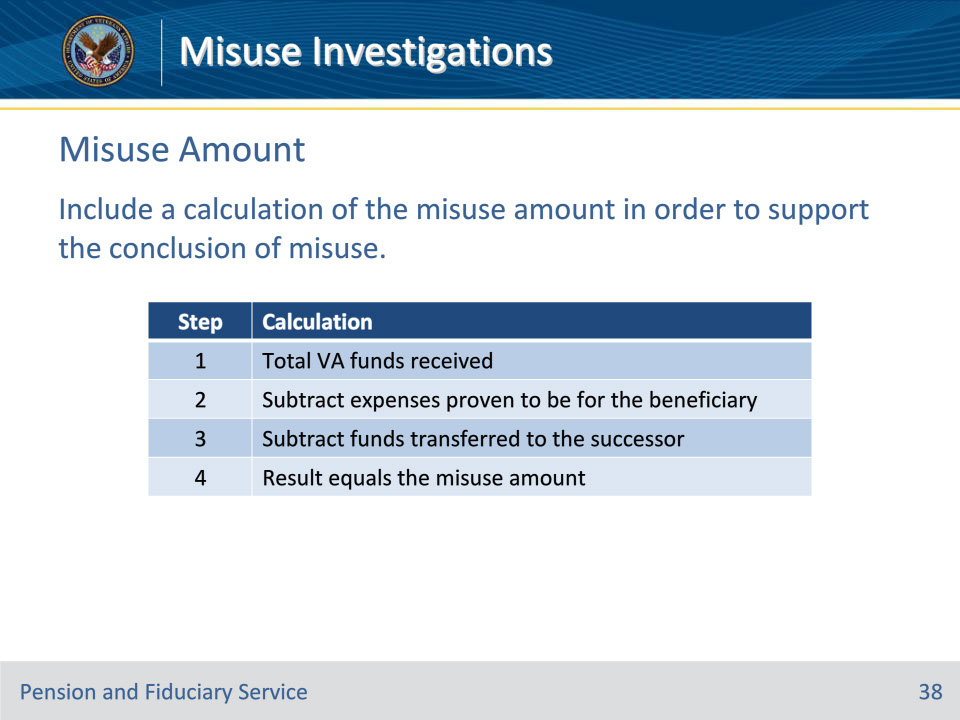 Misuse Investigations
Misuse Amount
Include a calculation of the misuse amount in order to support
the conclusion of misuse.
Step Calculation
1 Total VA funds received
2 Subtract expenses proven to be for the beneficiary
3 Subtract funds transferred to the successor
4 Result equals the misuse amount
Pension and Fiduciary Service 38